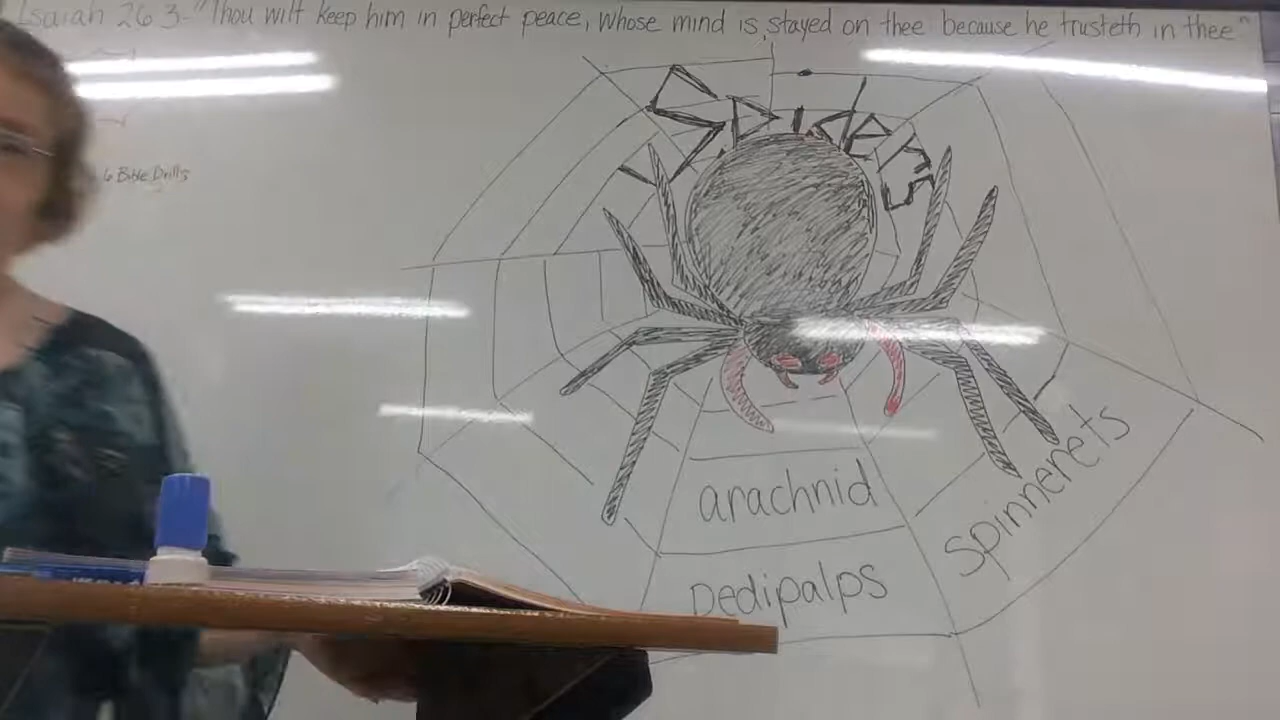 Isaiah 26 3-"Thou wilt keep him in perfect peace, whose mind is stayed on thee because he trusteth in thee"
Spiders
6 Bible Drills
arachnid
spinnerets
pedipalps